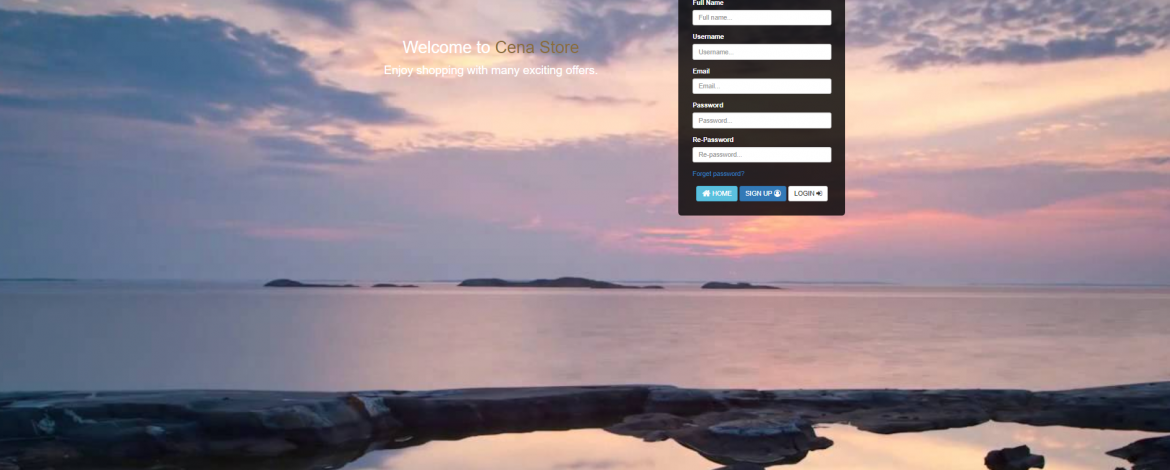 Full Name
Full name...
Welcome to Cena Store
Username
Username...
Enjoy shopping with many exciting offers.
Email
Email...
Password
Password...
Re-Password
Re-password...
Forget password?
HOME SIGN UP LOGIN